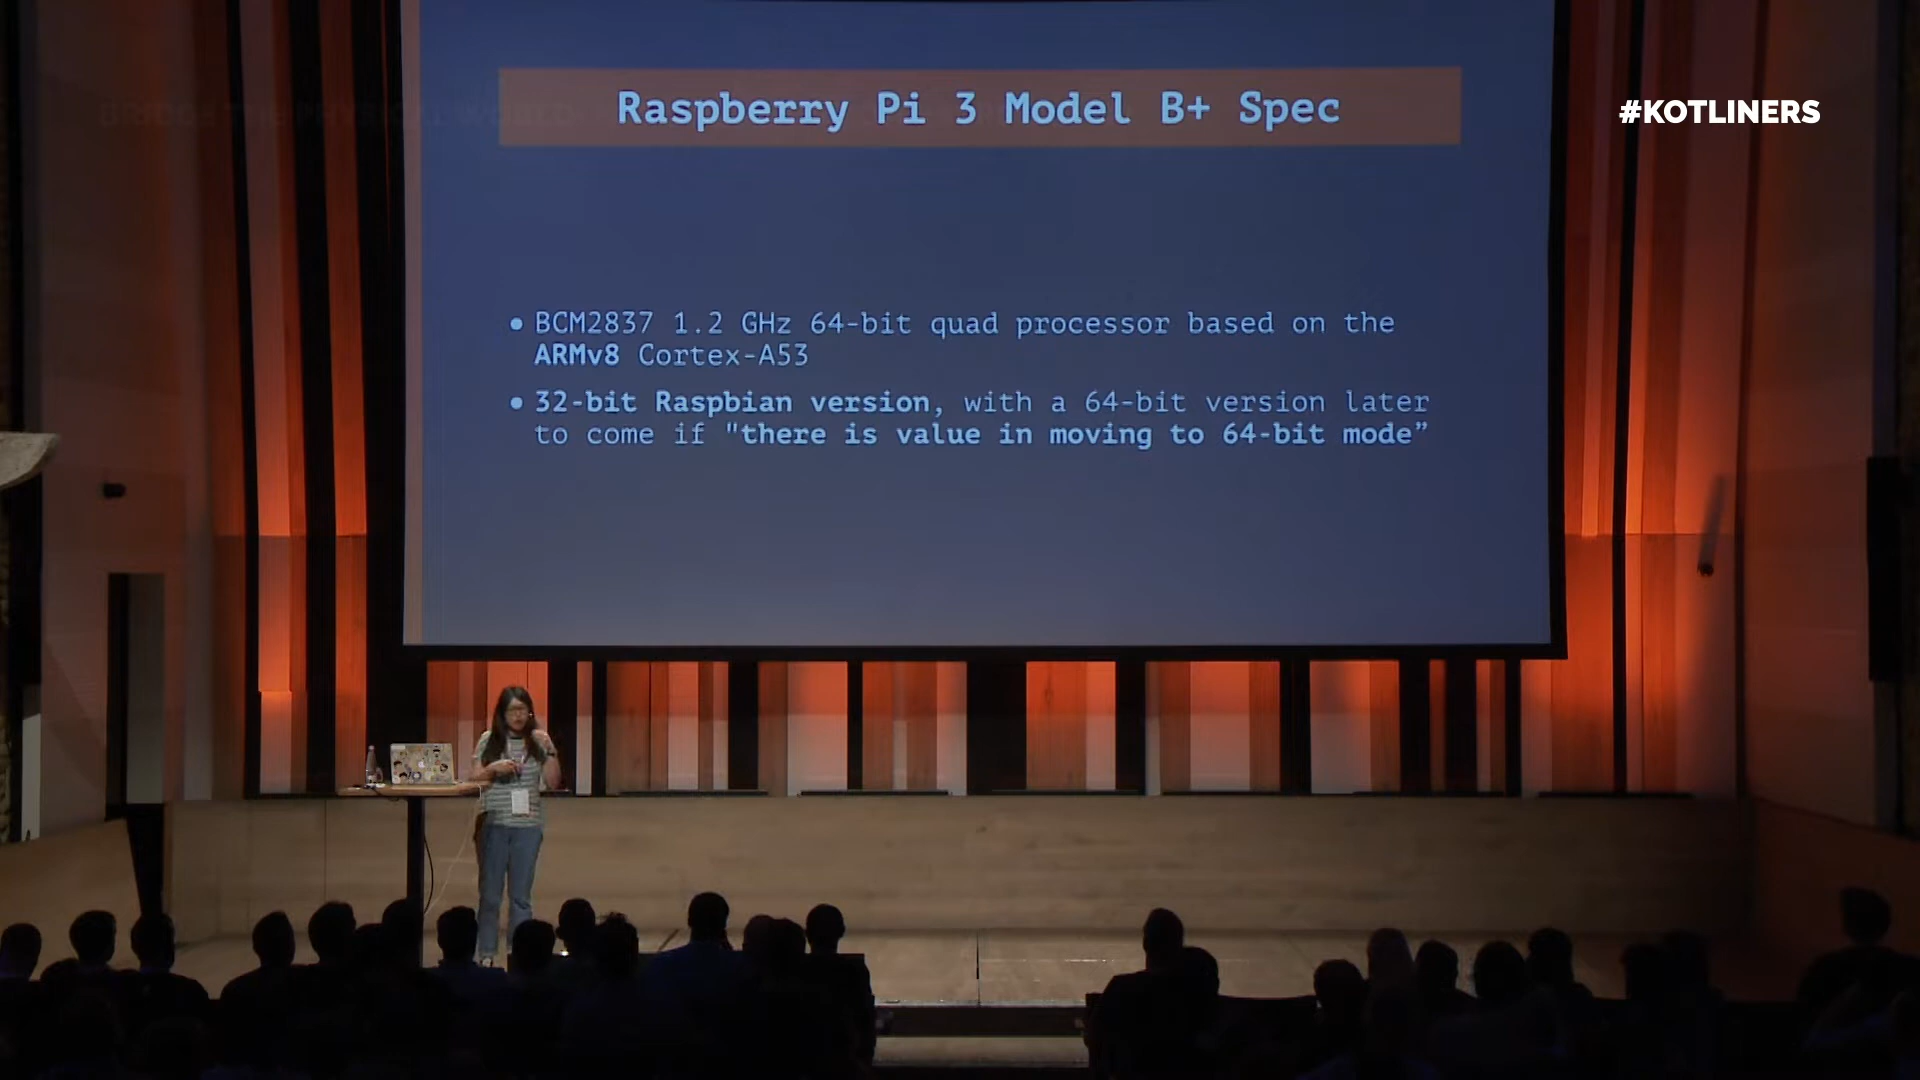 Raspberry Pi 3 Model B+ Spec
#KOTLINERS
• BCM2837 1.2 GHz 64-bit quad processor based on the
ARMv8 Cortex-A53
• 32-bit Raspbian version, with a 64-bit version later
to come if "there is value in moving to 64-bit mode”